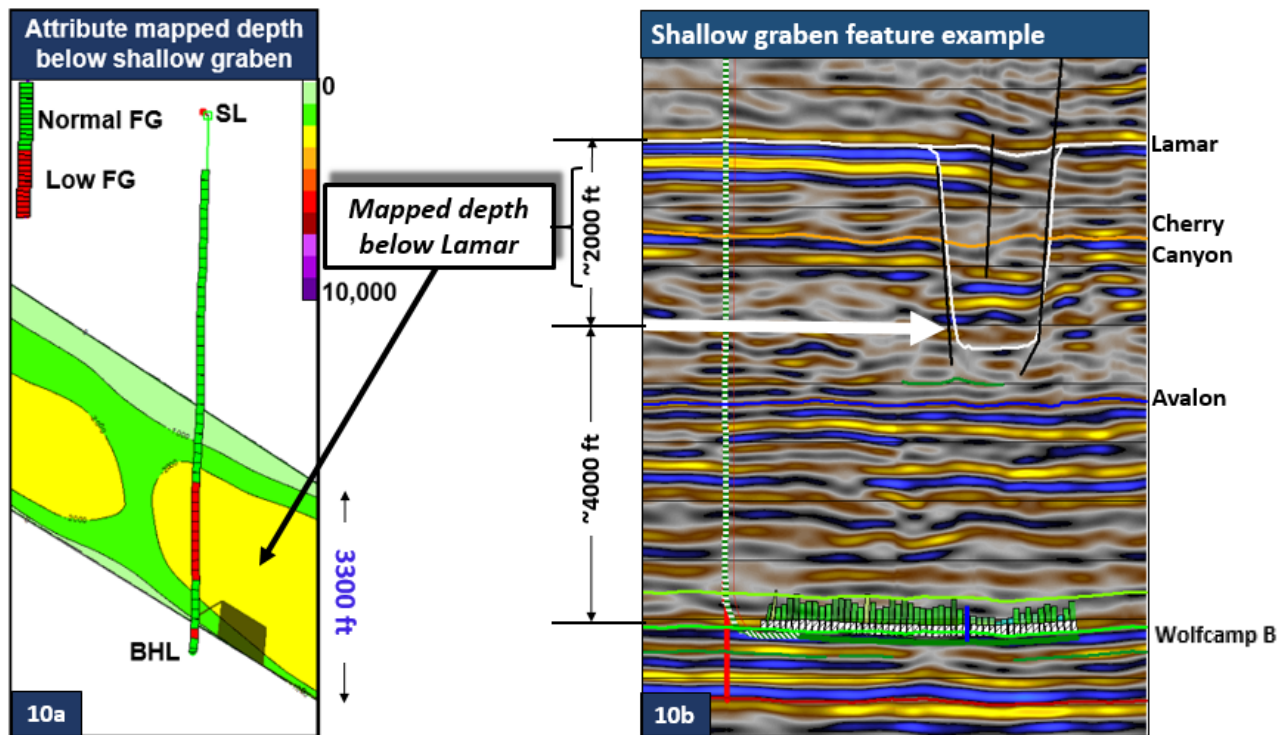 Attribute mapped depth
below shallow graben
Normal FG
Low FG
SL
0
10,000
Mapped depth
below Lamar
3300 ft
BHL
10a
Shallow graben feature example
~2000 ft
~4000 ft
Lamar
Cherry
Canyon
Avalon
Wolfcamp B
10b